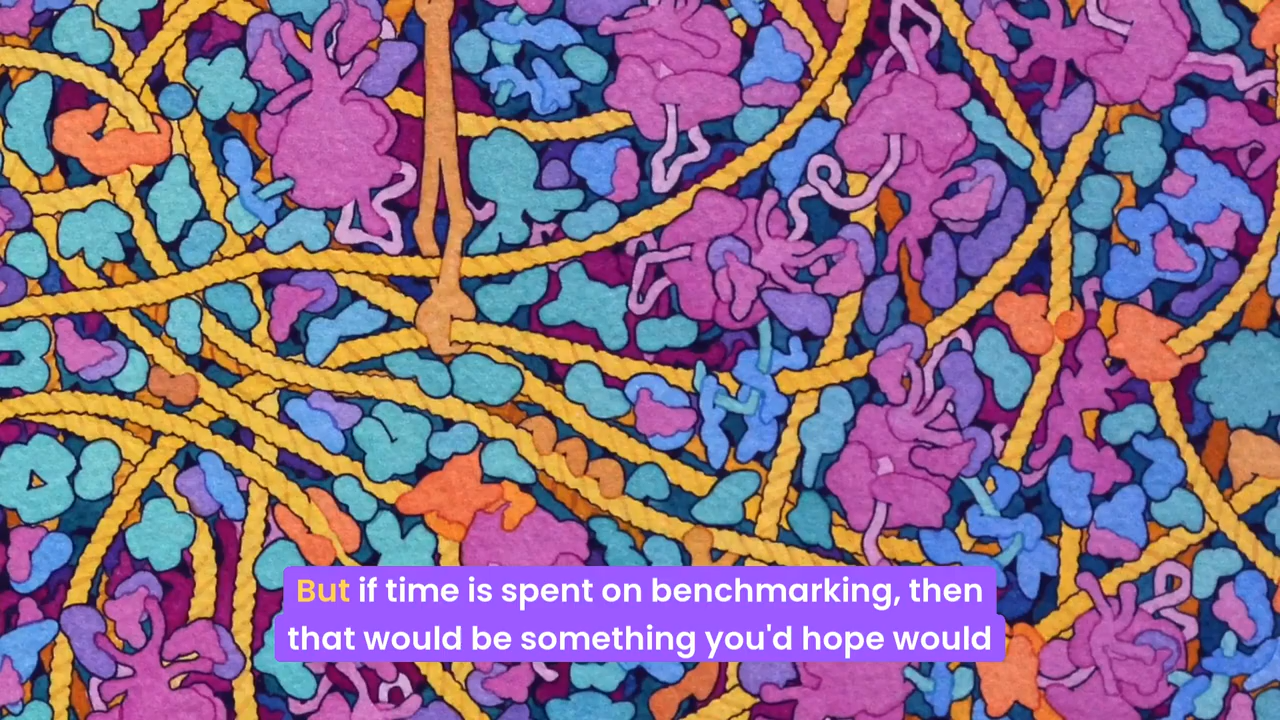 But if time is spent on benchmarking, then
that would be something you'd hope would